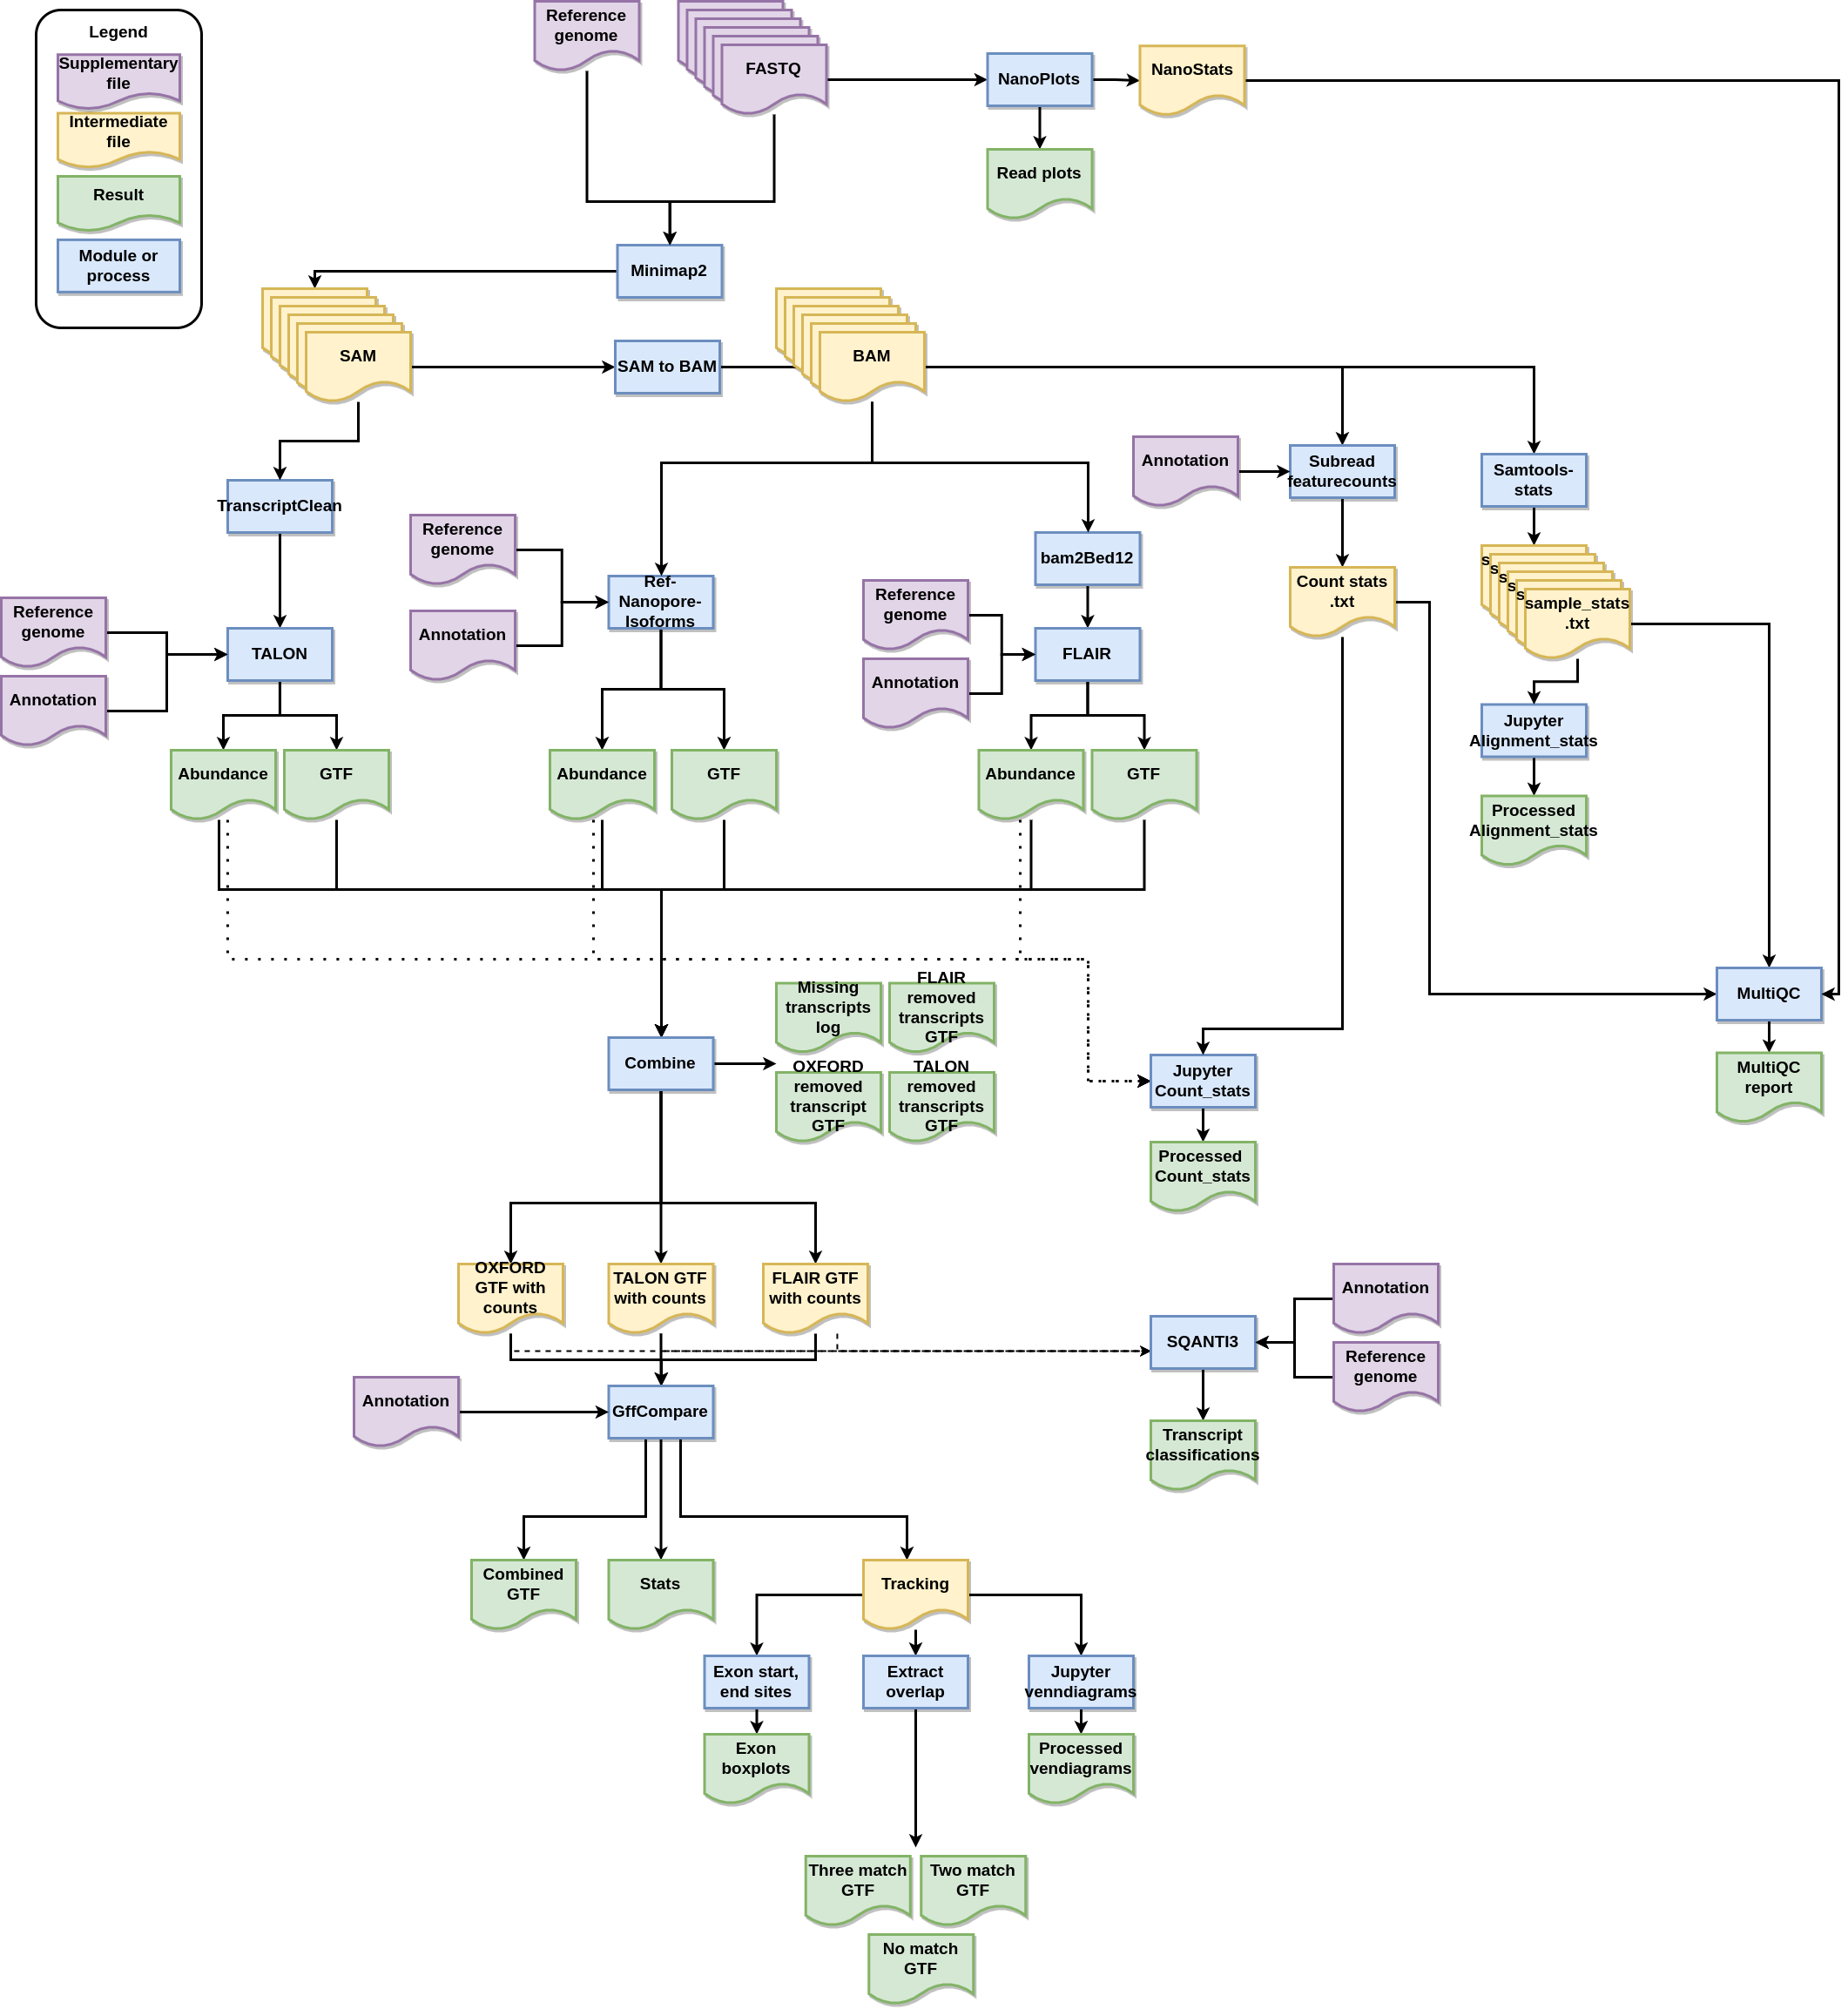 Legend
Supplementary
file
Intermediate
file
Result
Module or
process
Reference
genome
FASTQ
NanoPlots
NanoStats
Read plots
Minimap2
SAM
SAM to BAM
BAM
Annotation
Subread
featurecounts
Samtools-
stats
TranscriptClean
Reference
genome
Annotation
Ref-
Nanopore-
Isoforms
bam2Bed12
Reference
genome
Annotation
FLAIR
Count stats
.txt
s
s
s
s
s
sample_stats
.txt
Reference
genome
Annotation
TALON
Jupyter
Alignment_stats
Abundance
GTF
Abundance
GTF
Abundance
GTF
Processed
Alignment_stats
Missing
transcripts
log
FLAIR
removed
transcripts
GTF
Combine
OXFORD
removed
transcript
GTF
TALON
removed
transcripts
GTF
Jupyter
Count_stats
MultiQC
MultiQC
report
Processed
Count_stats
OXFORD
GTF with
counts
TALON GTF
with counts
FLAIR GTF
with counts
SQANTI3
Annotation
Reference
genome
Annotation
GffCompare
Transcript
classifications
Combined
GTF
Stats
Tracking
Exon start,
end sites
Extract
overlap
Jupyter
venndiagrams
Exon
boxplots
Processed
vendiagrams
Three match
GTF
Two match
GTF
No match
GTF